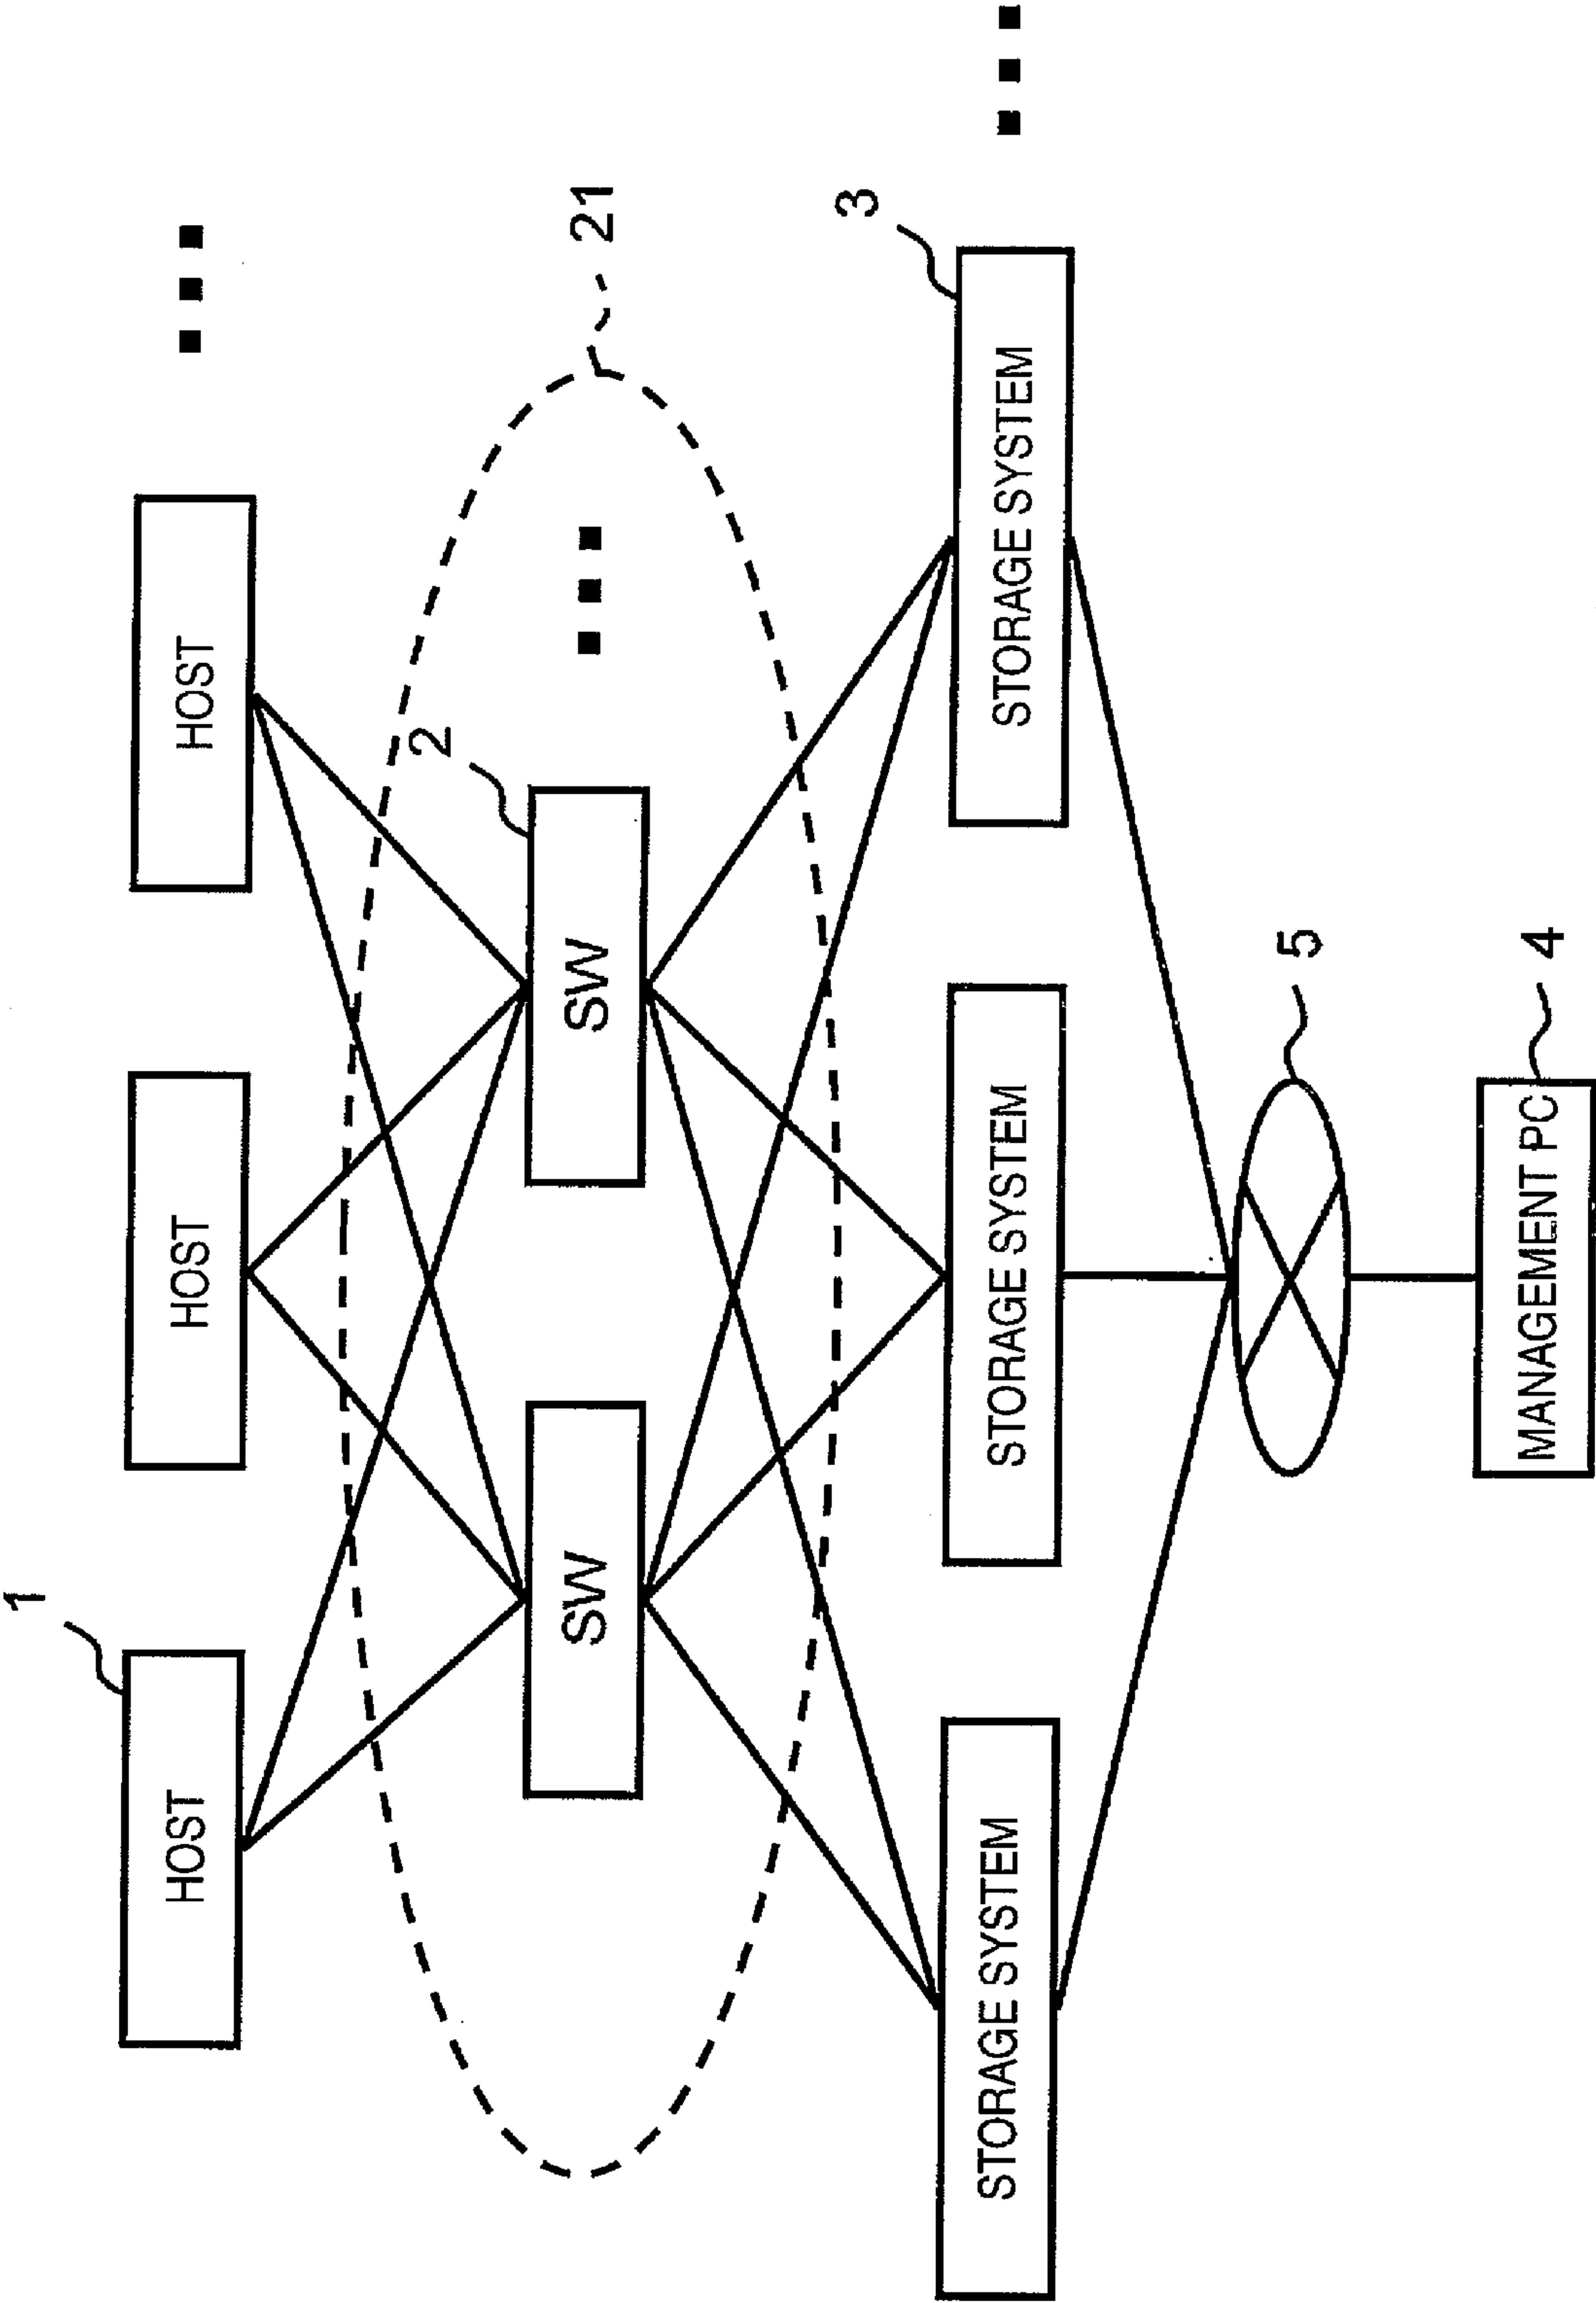 1
HOST
HOST
HOST
21
2
SW
SW
3
STORAGE SYSTEM
STORAGE SYSTEM
STORAGE SYSTEM
5
4
MANAGEMENT PC